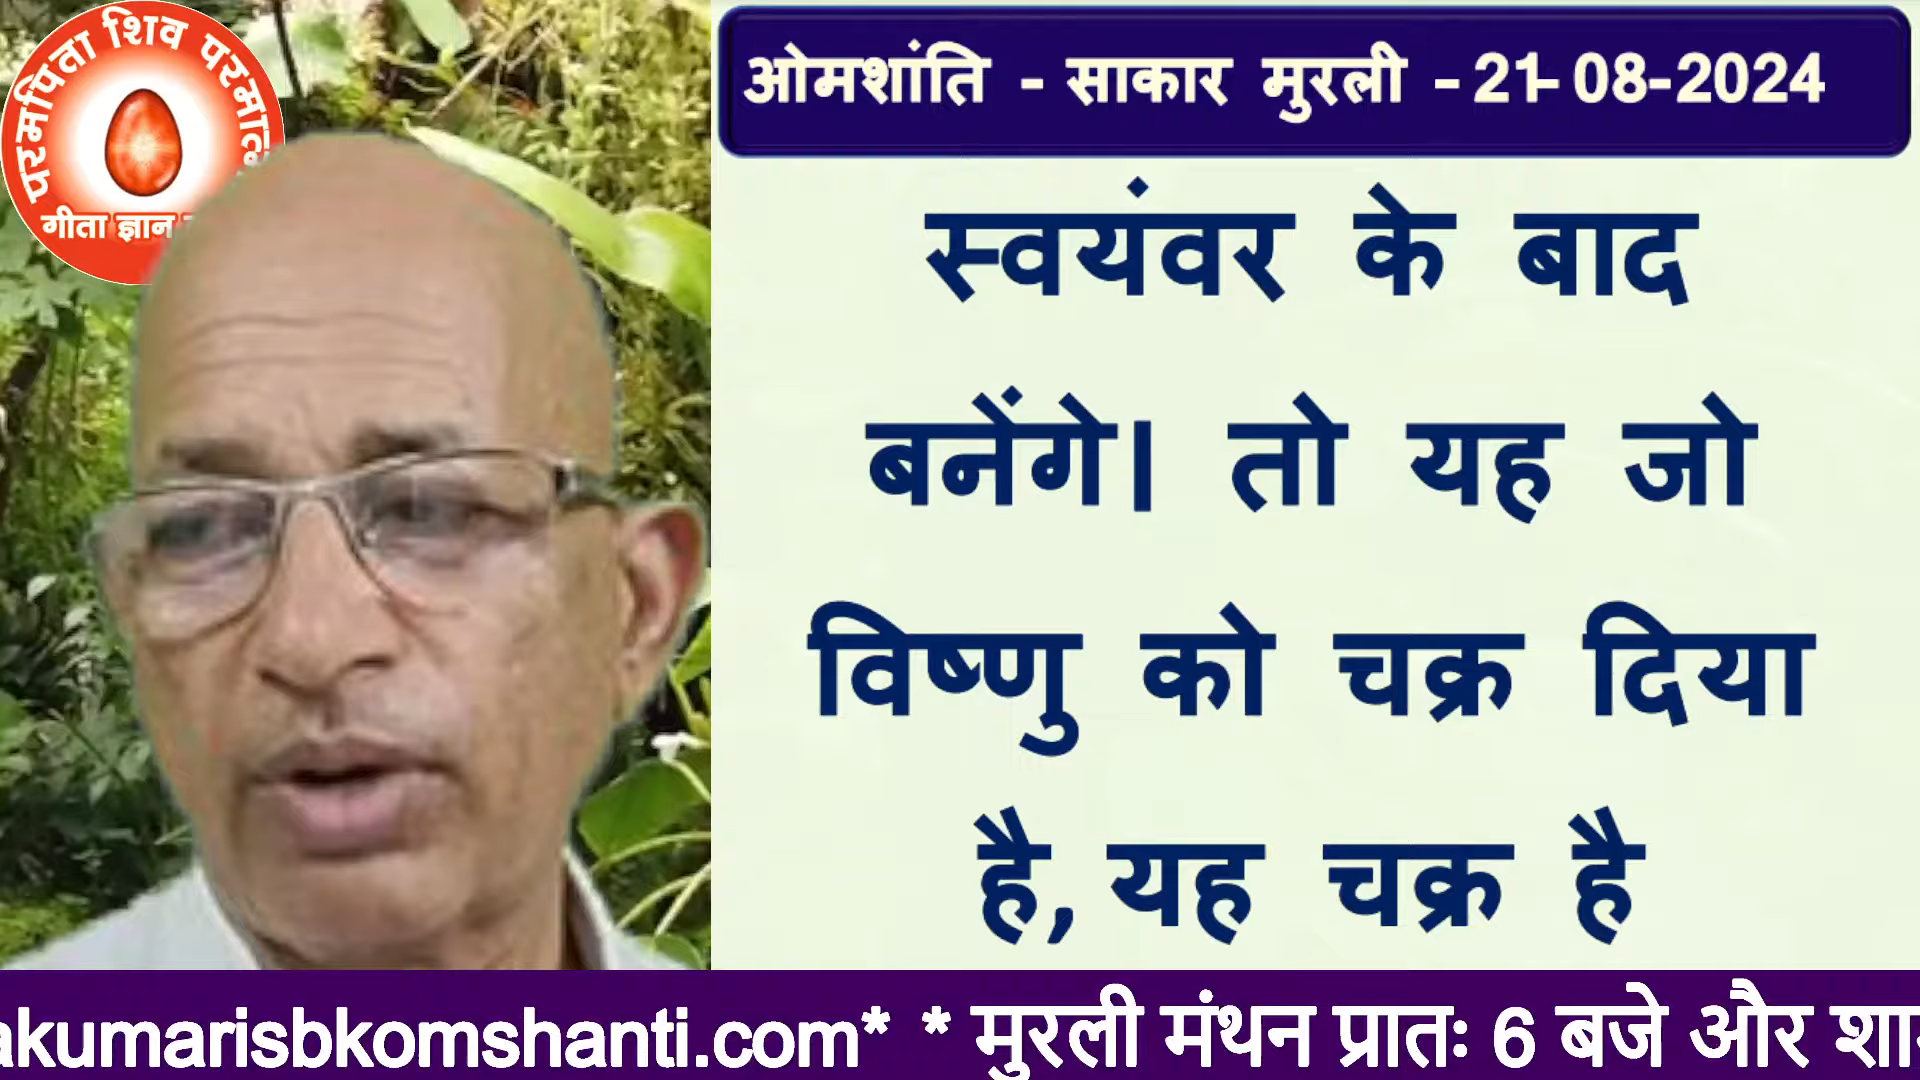 परमपिता शिव
गीता ज्ञान
ओमशांति - साकार मुरली - 21- 08-2024
स्वयंवर के बाद
बनेंगे। तो यह जो
विष्णु को चक्र दिया
है, यह चक्र है
akumarisbkomshanti.com* * मुरली मंथन प्रातः 6 बजे और